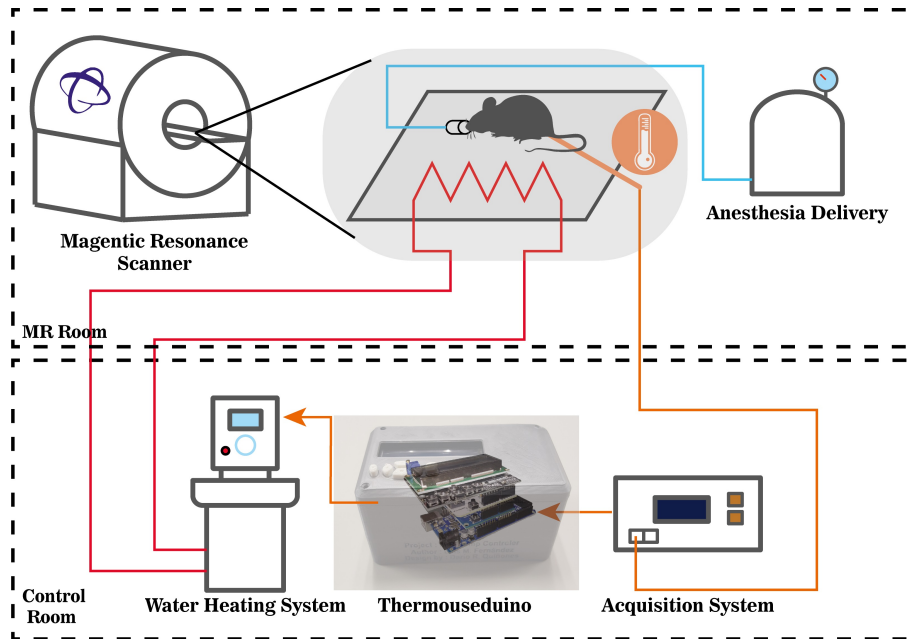 Anesthesia Delivery
Magentic Resonance
Scanner
MR Room
Control
Room
Water Heating System
Thermouseduino
Acquisition System